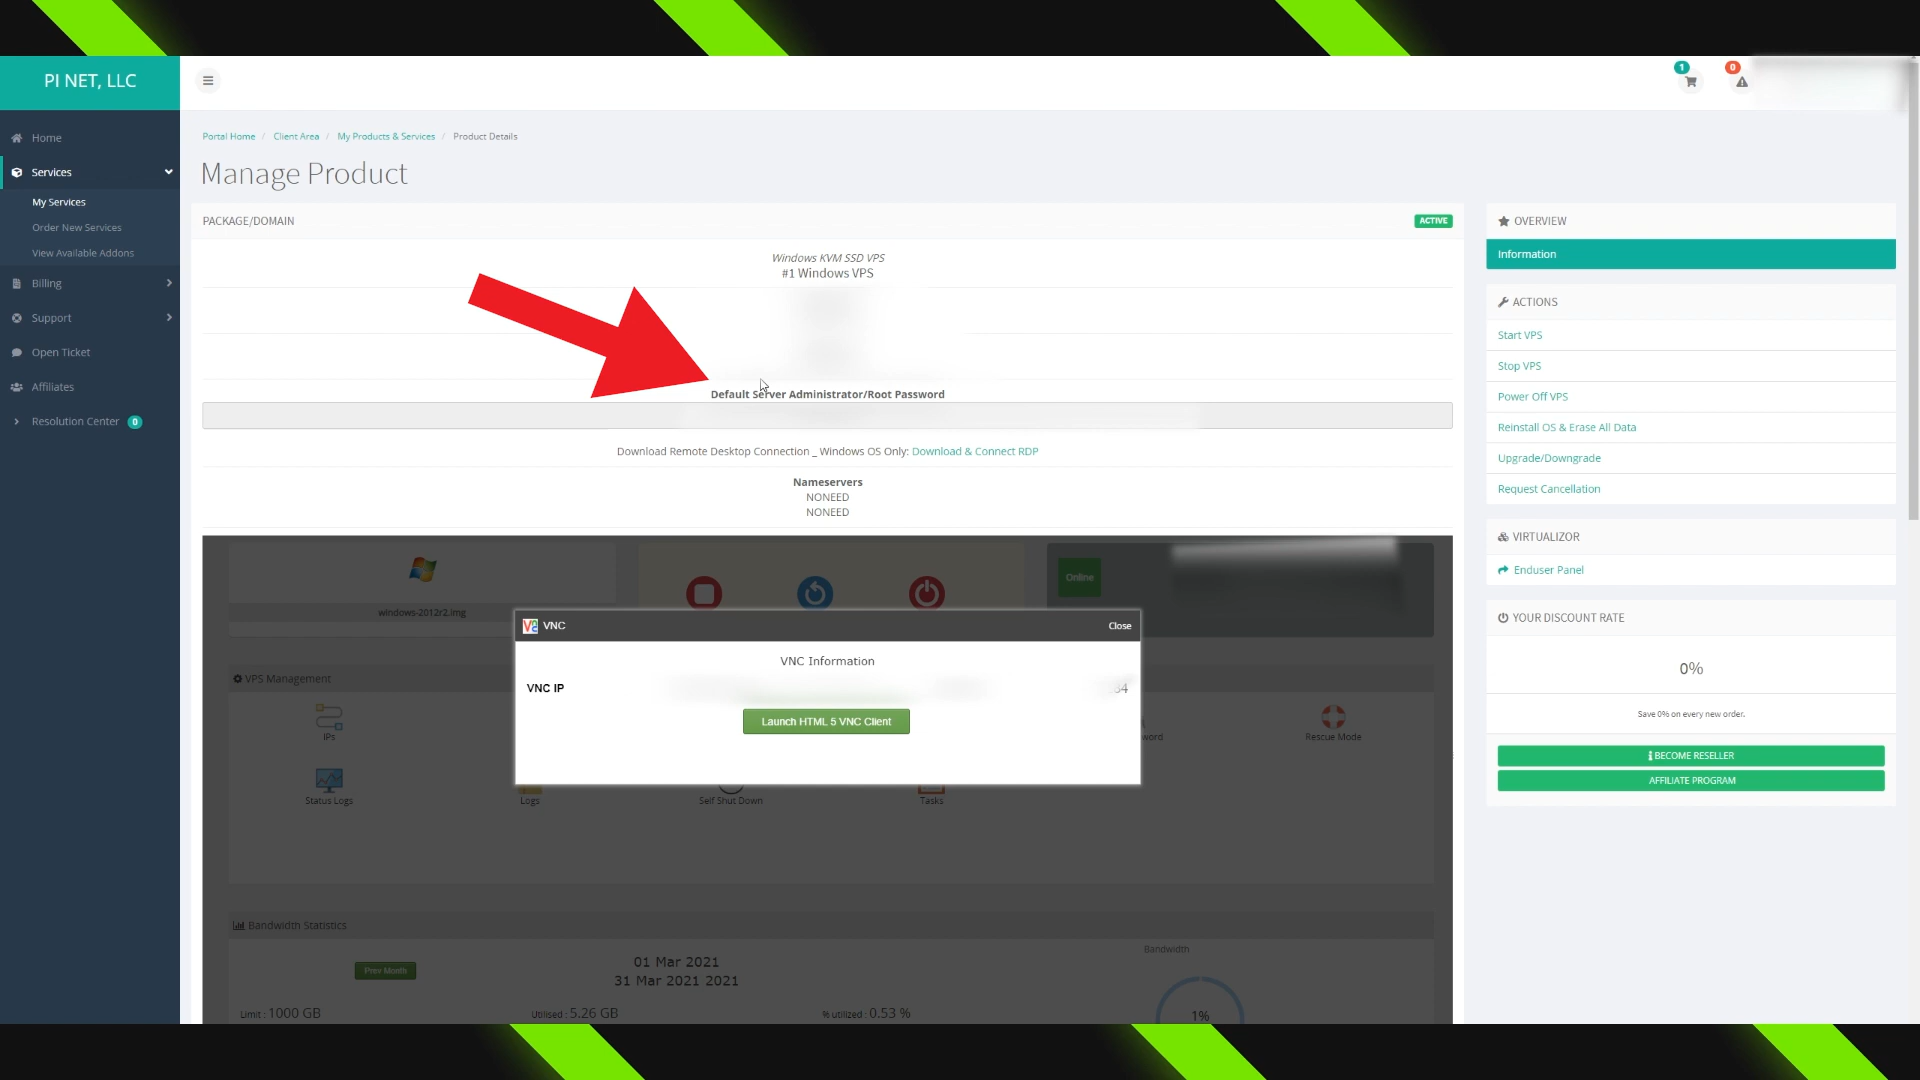 PI NET, LLC
1
0
Home
Services
My Services
Order New Services
View Available Addons
Billing
Support
Open Ticket
Affiliates
Resolution Center 0
Portal Home / Client Area / My Products & Services / Product Details
Manage Product
PACKAGE/DOMAIN
ACTIVE
Windows KVM SSD VPS
#1 Windows VPS
Default Server Administrator/Root Password
Download Remote Desktop Connection _ Windows OS Only: Download & Connect RDP
Nameservers
NONEED
NONEED
windows-2012r2.img
Online
VNC
Close
VNC Information
VNC IP
Launch HTML 5 VNC Client
VPS Management
IPs
Rescue Mode
Status Logs
Logs
Self Shut Down
Tasks
Bandwidth Statistics
Prev Month
01 Mar 2021
31 Mar 2021 2021
Bandwidth
Limit : 1000 GB
Utilised : 5.26 GB
% utilized : 0.53 %
1%
OVERVIEW
Information
ACTIONS
Start VPS
Stop VPS
Power Off VPS
Reinstall OS & Erase All Data
Upgrade/Downgrade
Request Cancellation
VIRTUALIZOR
Enduser Panel
YOUR DISCOUNT RATE
0%
Save 0% on every new order.
BECOME RESELLER
AFFILIATE PROGRAM